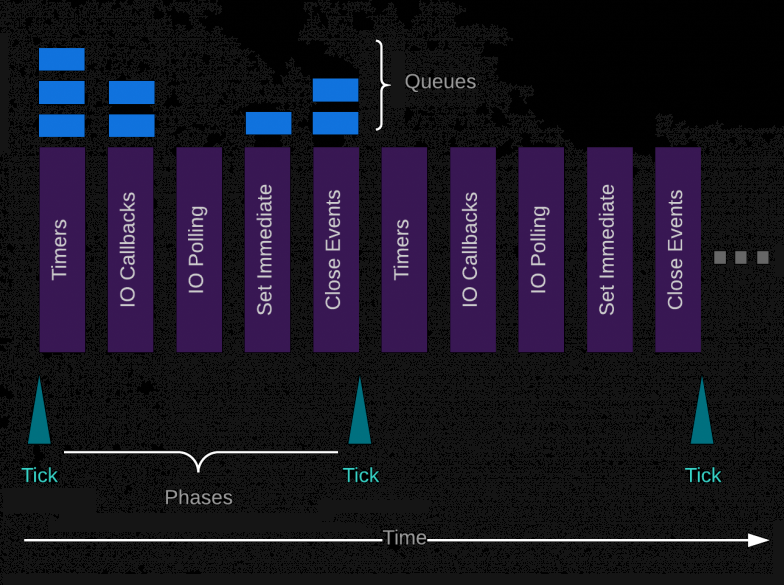 Queues
Timers
IO Callbacks
IO Polling
Set Immediate
Close Events
Timers
IO Callbacks
IO Polling
Set Immediate
Close Events
Tick
Tick
Tick
Phases
Time